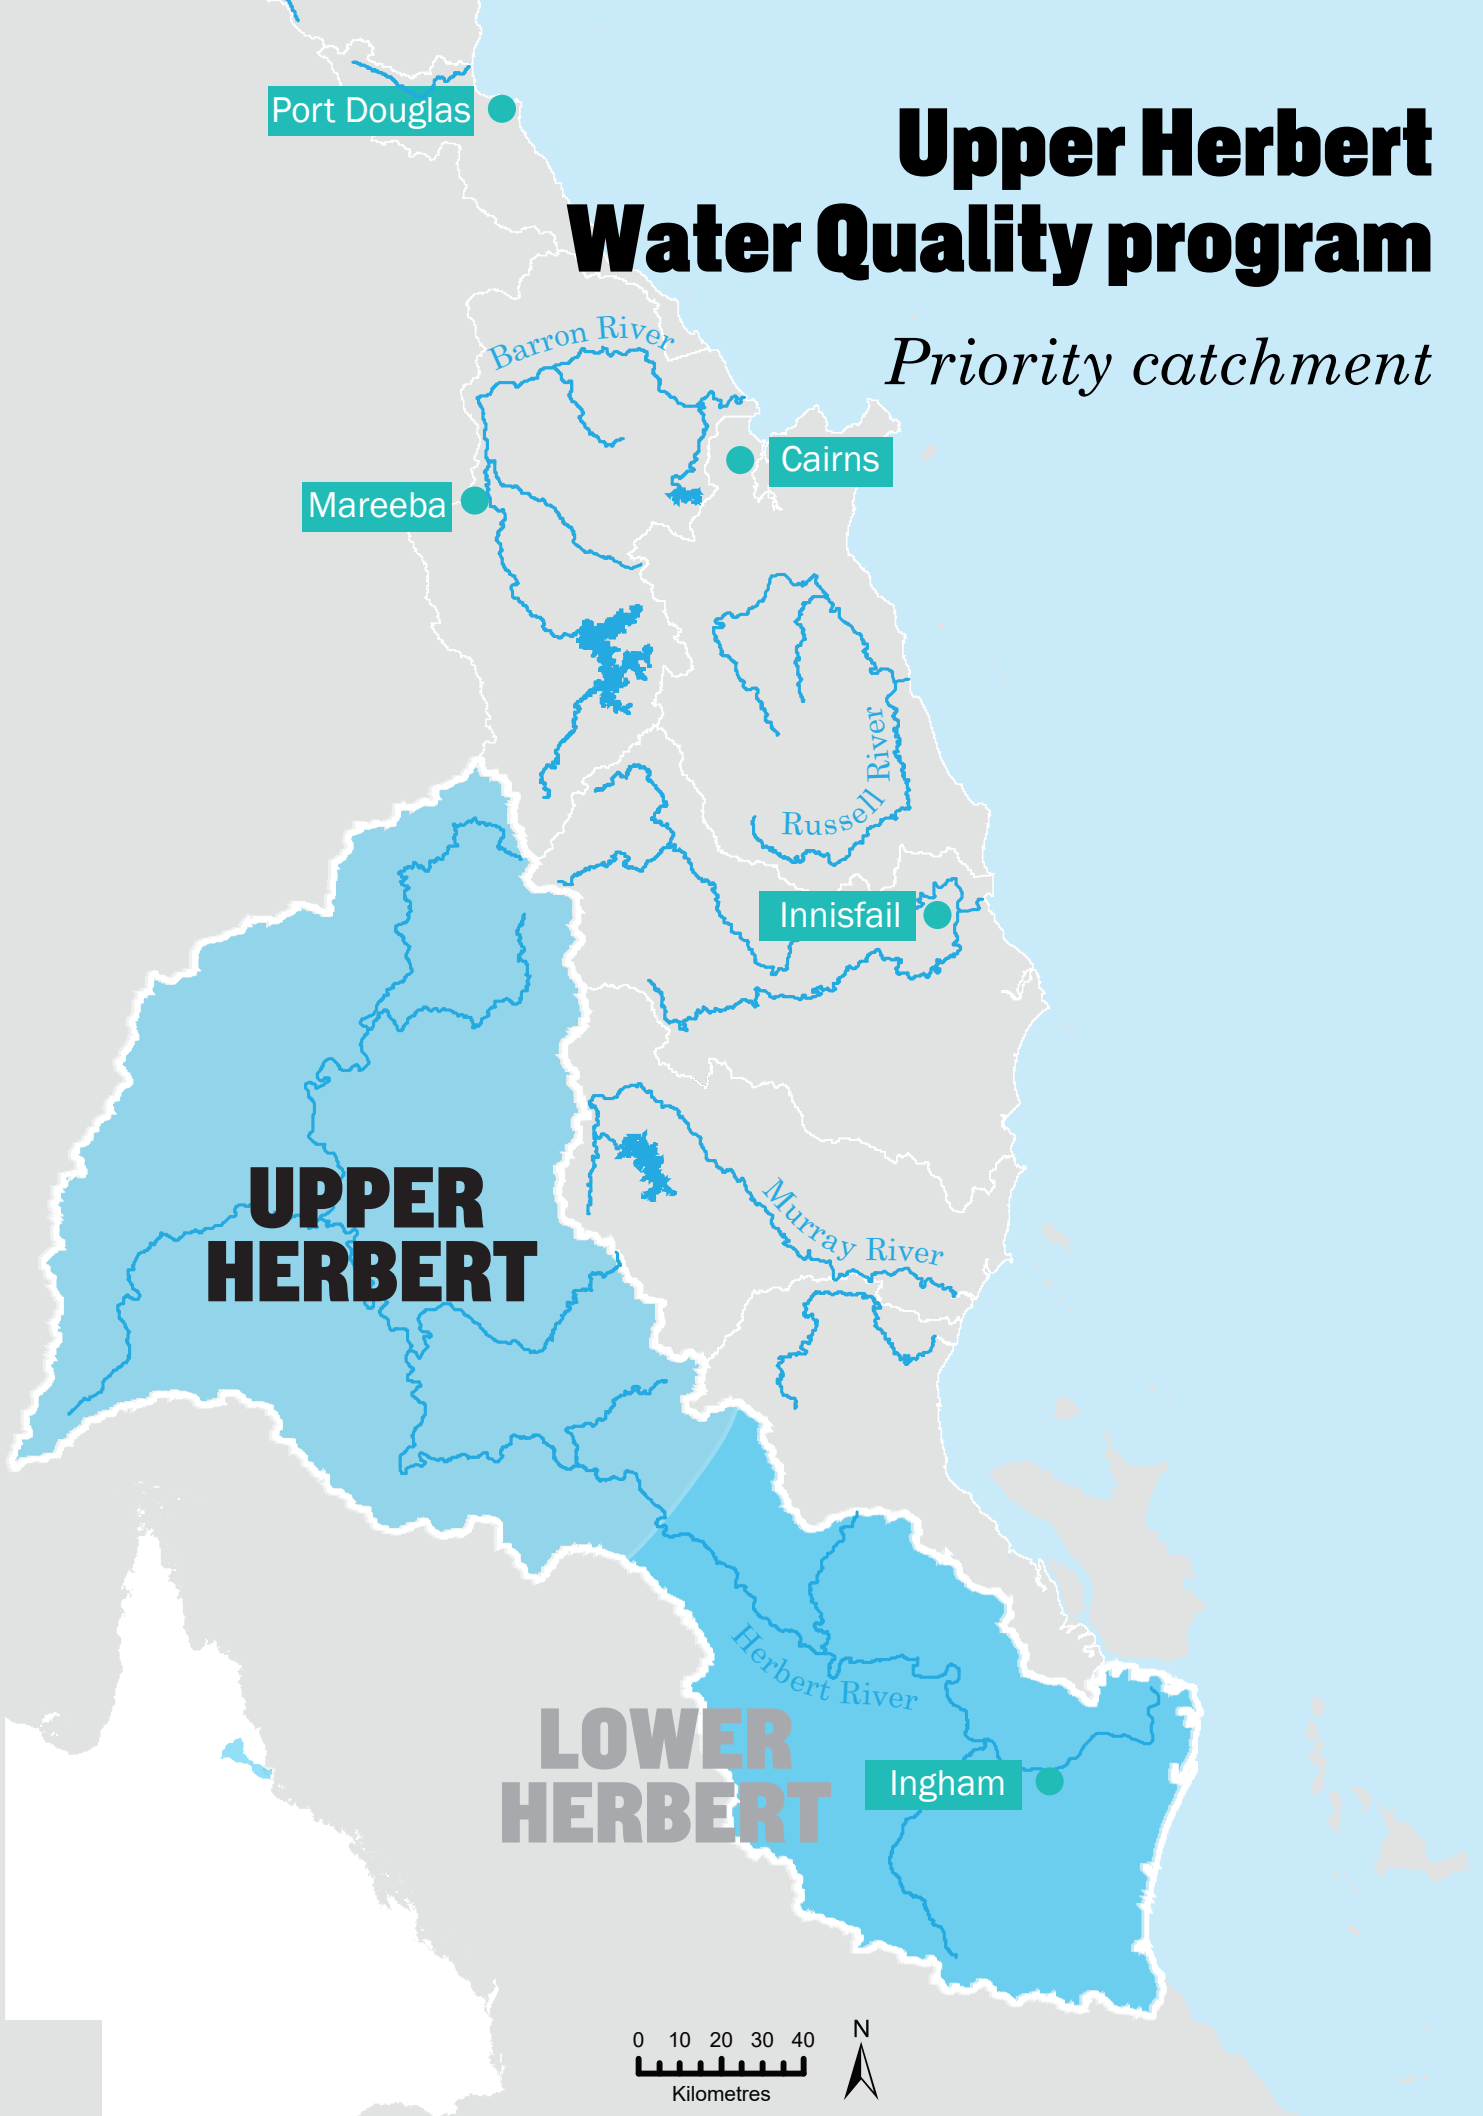 Port Douglas
Upper Herbert
Water Quality program
Priority catchment
Barron River
Cairns
Mareeba
Russell River
Innisfail
UPPER
HERBERT
Murray River
Herbert River
LOWER
HERBERT
Ingham
0 10 20 30 40
Kilometres
N